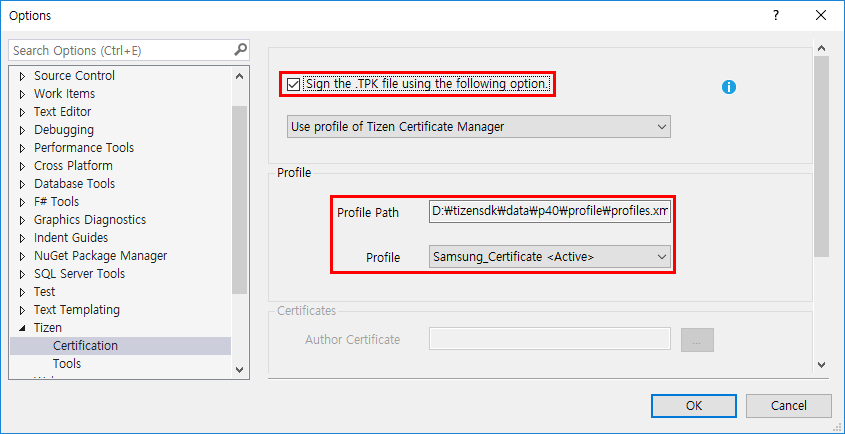 Options
?
Search Options (Ctrl+E)
Source Control
Work Items
Text Editor
Debugging
Performance Tools
Cross Platform
Database Tools
F# Tools
Graphics Diagnostics
Indent Guides
NuGet Package Manager
SQL Server Tools
Test
Text Templating
Tizen
Certification
Tools
Sign the .TPK file using the following option.
Use profile of Tizen Certificate Manager
Profile
Profile Path D:₩tizensdk₩data₩p40₩profile₩profiles.xm
Profile Samsung_Certificate <Active>
Certificates
Author Certificate ...
OK Cancel